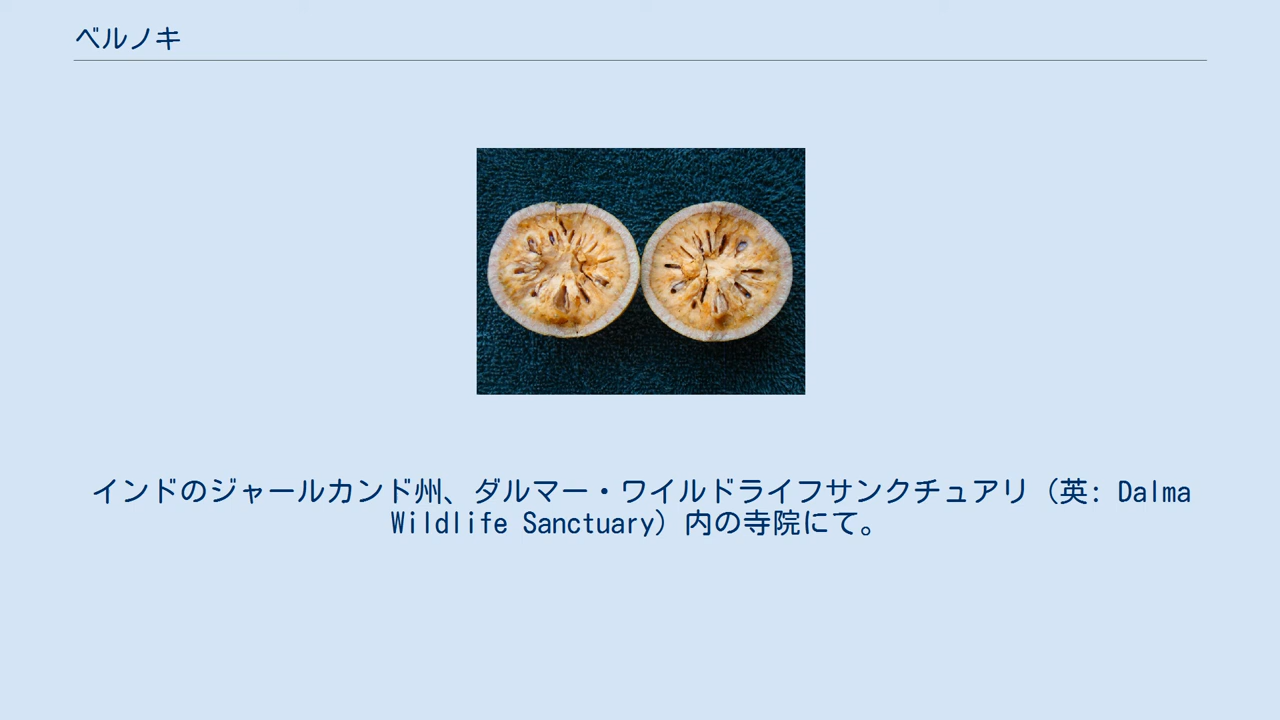 ベルノキ
インドのジャールカンド州、ダルマー・ワイルドライフサンクチュアリ（英: Dalma
Wildlife Sanctuary）内の寺院にて。